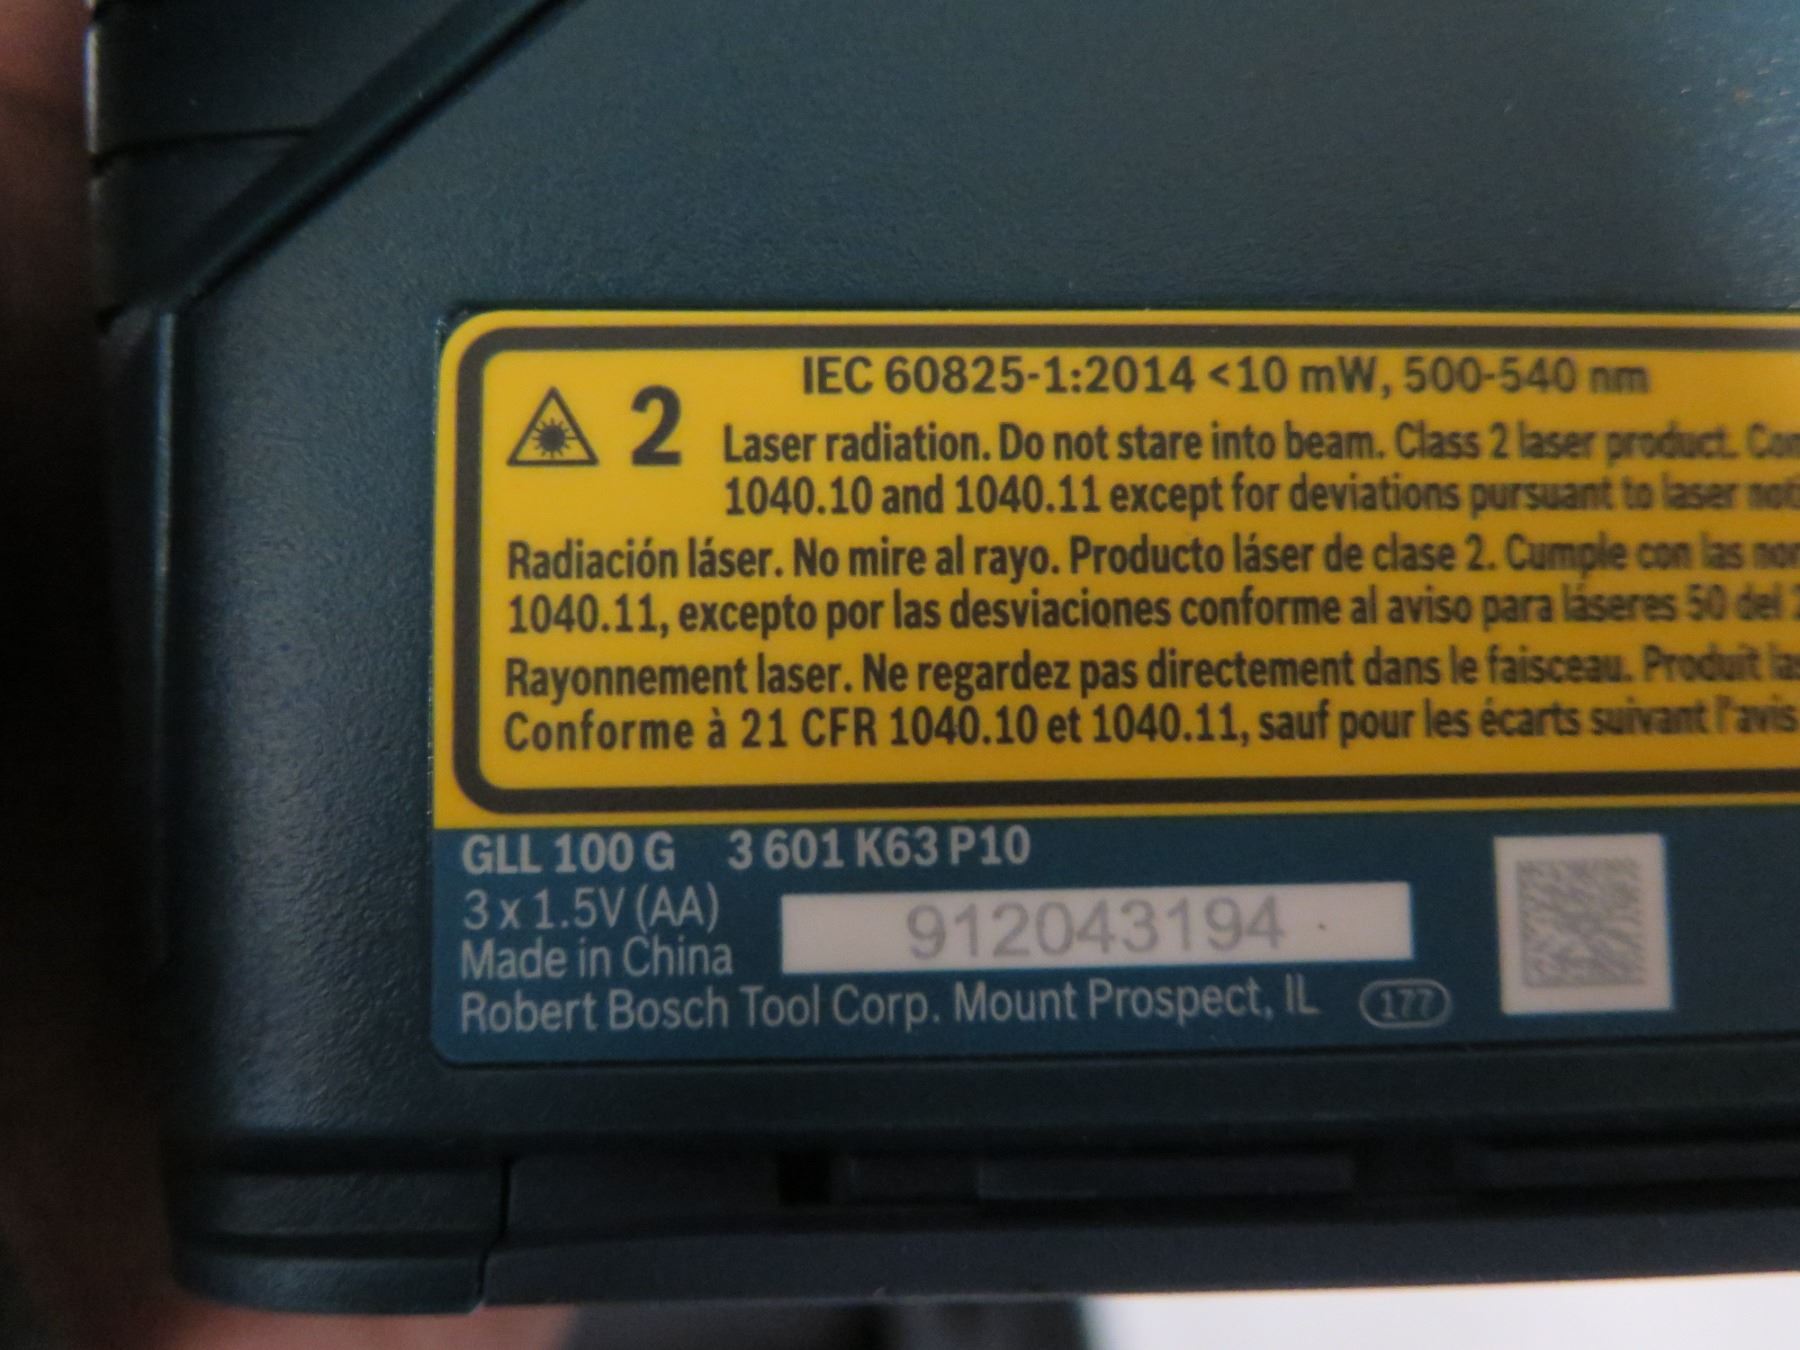 IEC 60825-1:2014 <10 mW, 500-540 nm
2
Laser radiation. Do not stare into beam. Class 2 laser product.
1040.10 and 1040.11 except for deviations pursuant to laser
Radiación láser. No mire al rayo. Producto láser de clase 2. Cumple con las
1040.11, excepto por las desviaciones conforme al aviso para láseres 50 del
Rayonnement laser. Ne regardez pas directement dans le faisceau. Produit
Conforme à 21 CFR 1040.10 et 1040.11, sauf pour les écarts suivant l'avis
GLL 100 G 3 601 K63 P10
3 x 1.5V (AA)
912043194
Made in China
Robert Bosch Tool Corp. Mount Prospect, IL 177